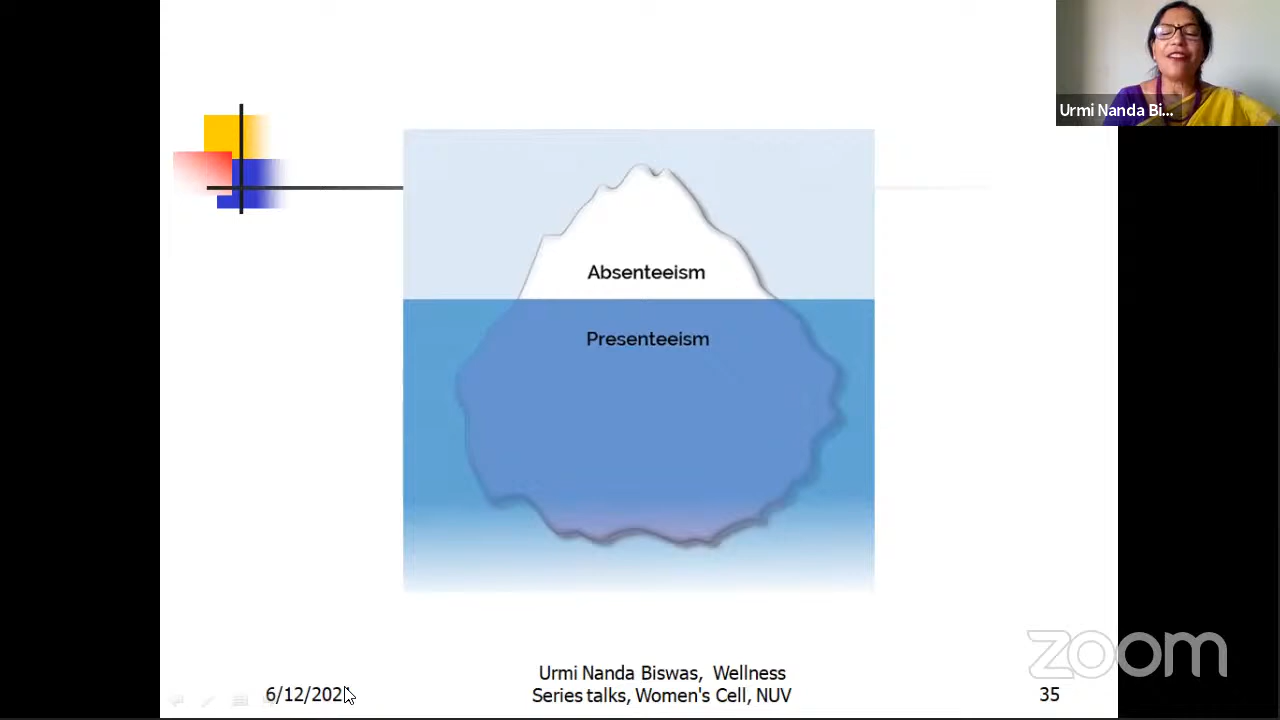 Urmi Nanda Bi...
Absenteeism
Presenteeism
Urmi Nanda Biswas, Wellness
Series talks, Women's Cell, NUV
6/12/202
35
zoom